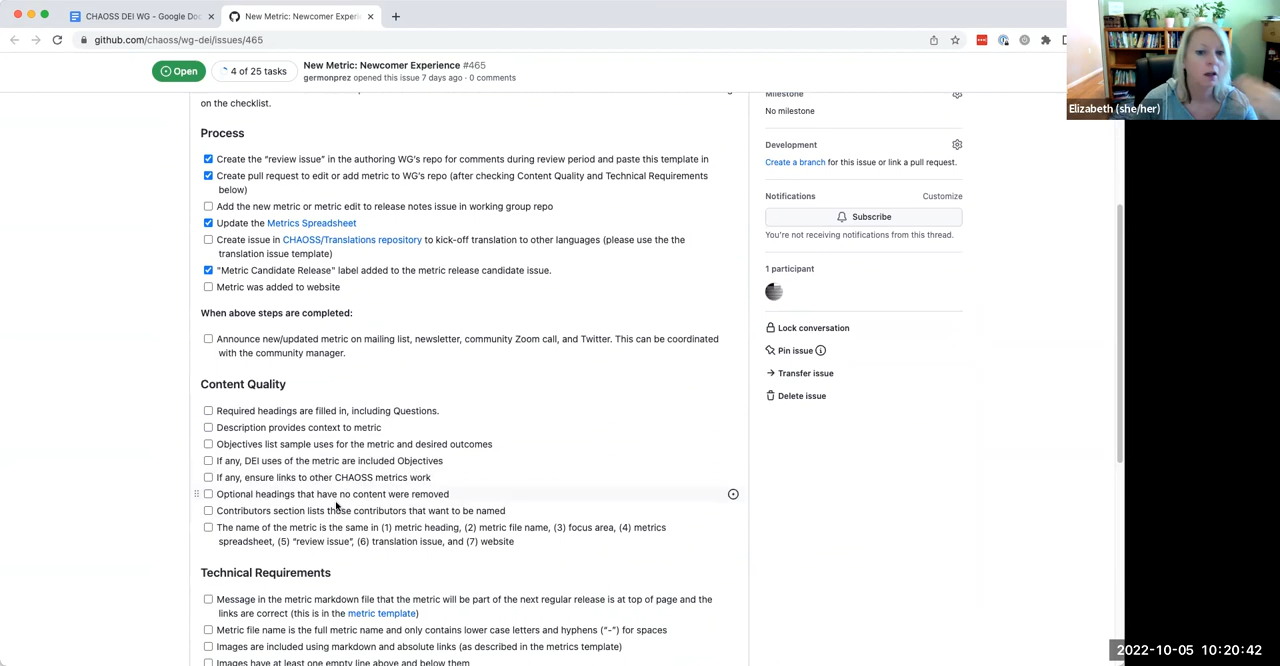 CHAOSS DEI WG - Google Doc
New Metric: Newcomer Experie
github.com/chaoss/wg-dei/issues/465
Open
4 of 25 tasks
New Metric: Newcomer Experience #465
germonprez opened this issue 7 days ago · 0 comments
Elizabeth (she/her)
on the checklist.
Process
Create the "review issue" in the authoring WG's repo for comments during review period and paste this template in
Create pull request to edit or add metric to WG's repo (after checking Content Quality and Technical Requirements
below)
Add the new metric or metric edit to release notes issue in working group repo
Update the Metrics Spreadsheet
Create issue in CHAOSS/Translations repository to kick-off translation to other languages (please use the the
translation issue template)
"Metric Candidate Release" label added to the metric release candidate issue.
Metric was added to website
When above steps are completed:
Announce new/updated metric on mailing list, newsletter, community Zoom call, and Twitter. This can be coordinated
with the community manager.
Content Quality
Required headings are filled in, including Questions.
Description provides context to metric
Objectives list sample uses for the metric and desired outcomes
If any, DEI uses of the metric are included Objectives
If any, ensure links to other CHAOSS metrics work
Optional headings that have no content were removed
Contributors section lists those contributors that want to be named
The name of the metric is the same in (1) metric heading, (2) metric file name, (3) focus area, (4) metrics
spreadsheet, (5) "review issue", (6) translation issue, and (7) website
Technical Requirements
Message in the metric markdown file that the metric will be part of the next regular release is at top of page and the
links are correct (this is in the metric template)
Metric file name is the full metric name and only contains lower case letters and hyphens ("-") for spaces
Images are included using markdown and absolute links (as described in the metrics template)
Images have at least one empty line above and below them
Milestone
No milestone
Development
Create a branch for this issue or link a pull request.
Notifications
Customize
Subscribe
You're not receiving notifications from this thread.
1 participant
Lock conversation
Pin issue
Transfer issue
Delete issue
2022-10-05 10:20:42